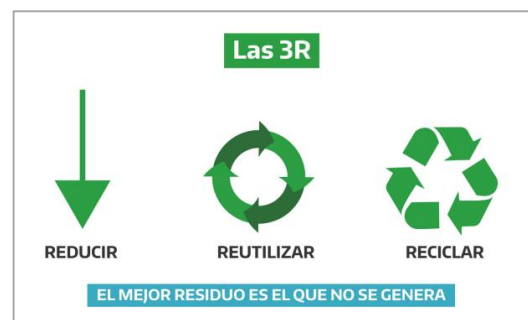 Las 3R
REDUCIR
REUTILIZAR
RECICLAR
EL MEJOR RESIDUO ES EL QUE NO SE GENERA